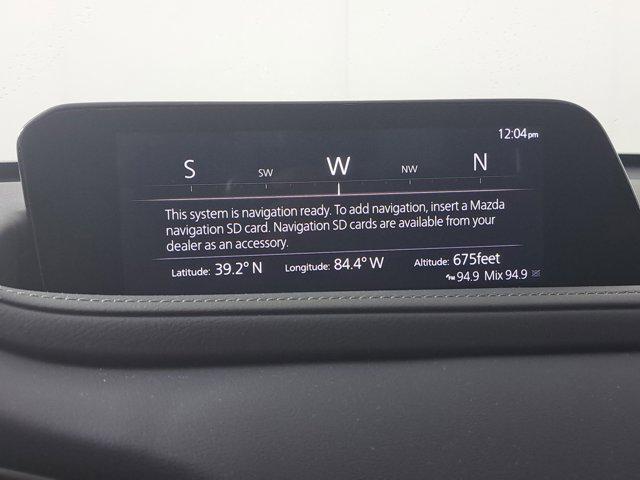 12:04pm
S SW W NW N
This system is navigation ready. To add navigation, insert a Mazda
navigation SD card. Navigation SD cards are available from your
dealer as an accessory.
Latitude: 39.2° N Longitude: 84.4° W Altitude: 675feet
FM 94.9 Mix 94.9